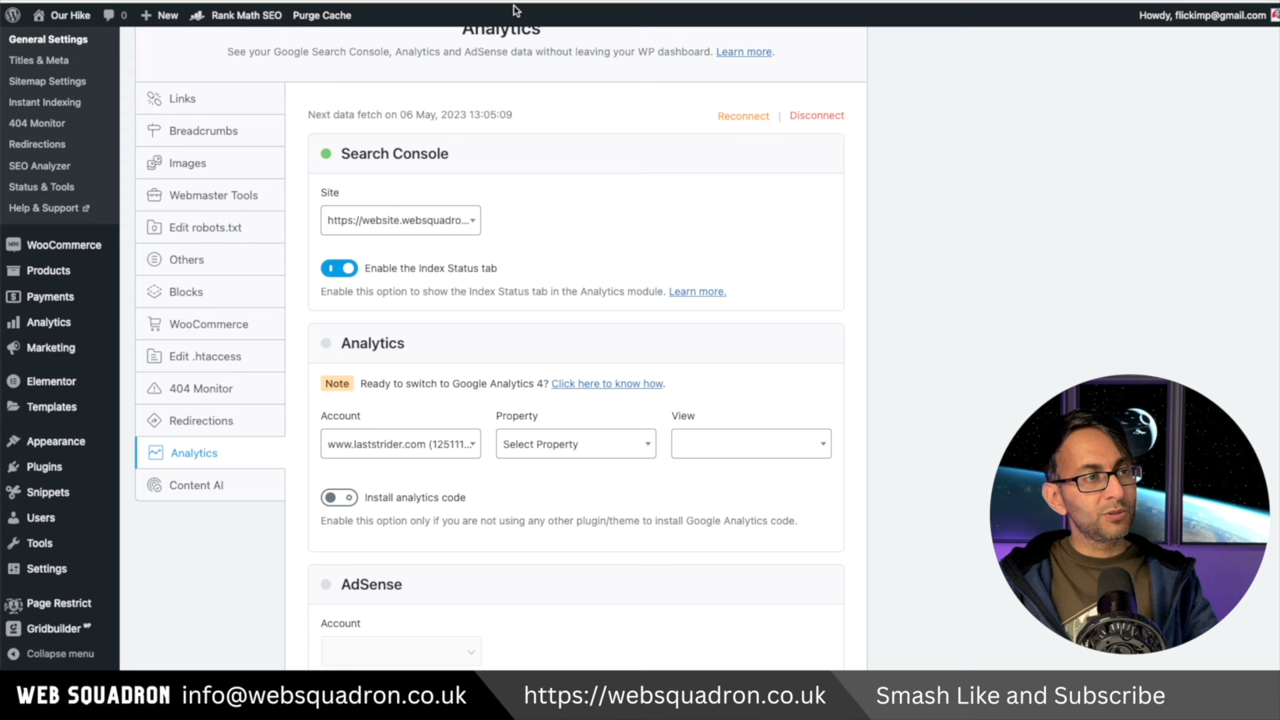 Our Hike
0
New
Rank Math SEO
Purge Cache
Howdy, flickimp@gmail.com
General Settings
Titles & Meta
Sitemap Settings
Instant Indexing
404 Monitor
Redirections
SEO Analyzer
Status & Tools
Help & Support
WooCommerce
Products
Payments
Analytics
Marketing
Elementor
Templates
Appearance
Plugins
Snippets
Users
Tools
Settings
Page Restrict
Gridbuilder WP
Collapse menu
Analytics
See your Google Search Console, Analytics and AdSense data without leaving your WP dashboard. Learn more.
Links
Breadcrumbs
Images
Webmaster Tools
Edit robots.txt
Others
Blocks
WooCommerce
Edit .htaccess
404 Monitor
Redirections
Analytics
Content AI
Next data fetch on 06 May, 2023 13:05:09
Reconnect | Disconnect
Search Console
Site
https://website.websquadro...
Enable the Index Status tab
Enable this option to show the Index Status tab in the Analytics module. Learn more.
Analytics
Note Ready to switch to Google Analytics 4? Click here to know how.
Account
Property
View
www.laststrider.com (125111...
Select Property
Install analytics code
Enable this option only if you are not using any other plugin/theme to install Google Analytics code.
AdSense
Account
WEB SQUADRON info@websquadron.co.uk
https://websquadron.co.uk
Smash Like and Subscribe